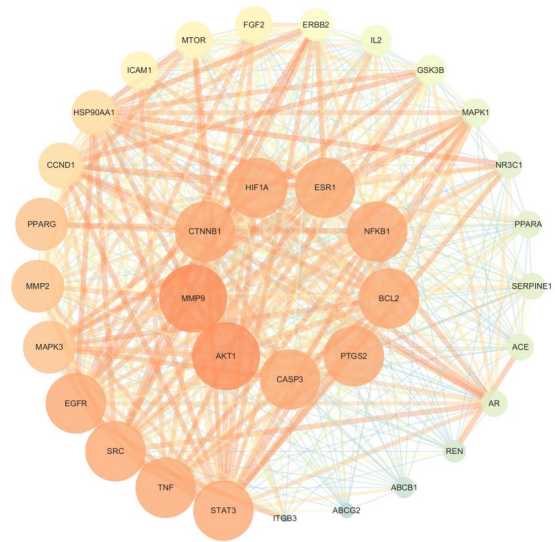 FGF2
ERBB2
MTOR
IL2
ICAM1
GSK3B
HSP90AA1
MAPK1
CCND1
NR3C1
HIF1A
ESR1
PPARG
CTNNB1
NFKB1
PPARA
MMP2
MMP9
BCL2
SERPINE1
MAPK3
AKT1
PTGS2
ACE
CASP3
EGFR
AR
SRC
REN
TNF
ABCB1
STAT3
ITGB3
ABCG2